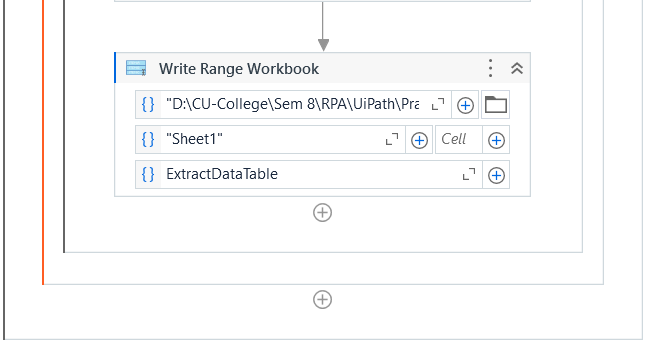 Write Range Workbook
{} "D:\CU-College\Sem 8\RPA\UiPath\Pra
{} "Sheet1" Cell
{} ExtractDataTable